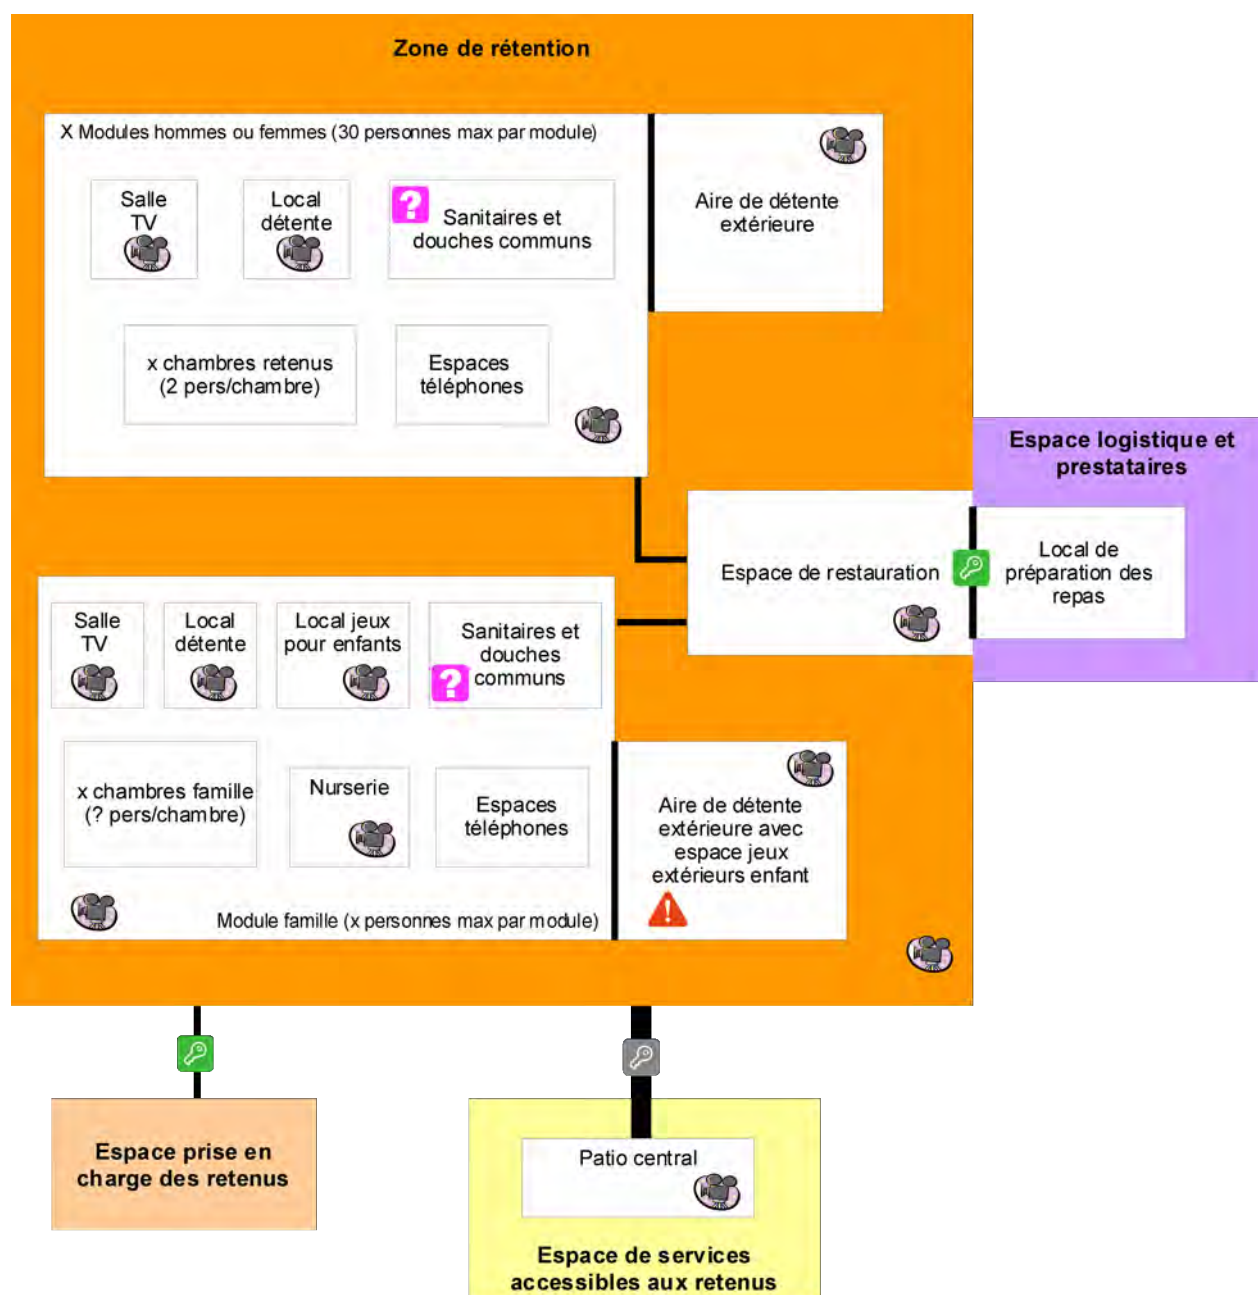 Zone de rétention
X Modules hommes ou femmes (30 personnes max par module)
Salle
TV
Local
détente
?
Sanitaires et
douches communs
Aire de détente
extérieure
x chambres retenus
(2 pers/chambre)
Espaces
téléphones
Espace logistique et
prestataires
Espace de restauration
Local de
préparation des
repas
Salle
TV
Local
détente
Local jeux
pour enfants
Sanitaires et
douches
communs
?
x chambres famille
(? pers/chambre)
Nurserie
Espaces
téléphones
Aire de détente
extérieure avec
espace jeux
extérieurs enfant
!
Module famille (x personnes max par module)
Espace prise en
charge des retenus
Patio central
Espace de services
accessibles aux retenus